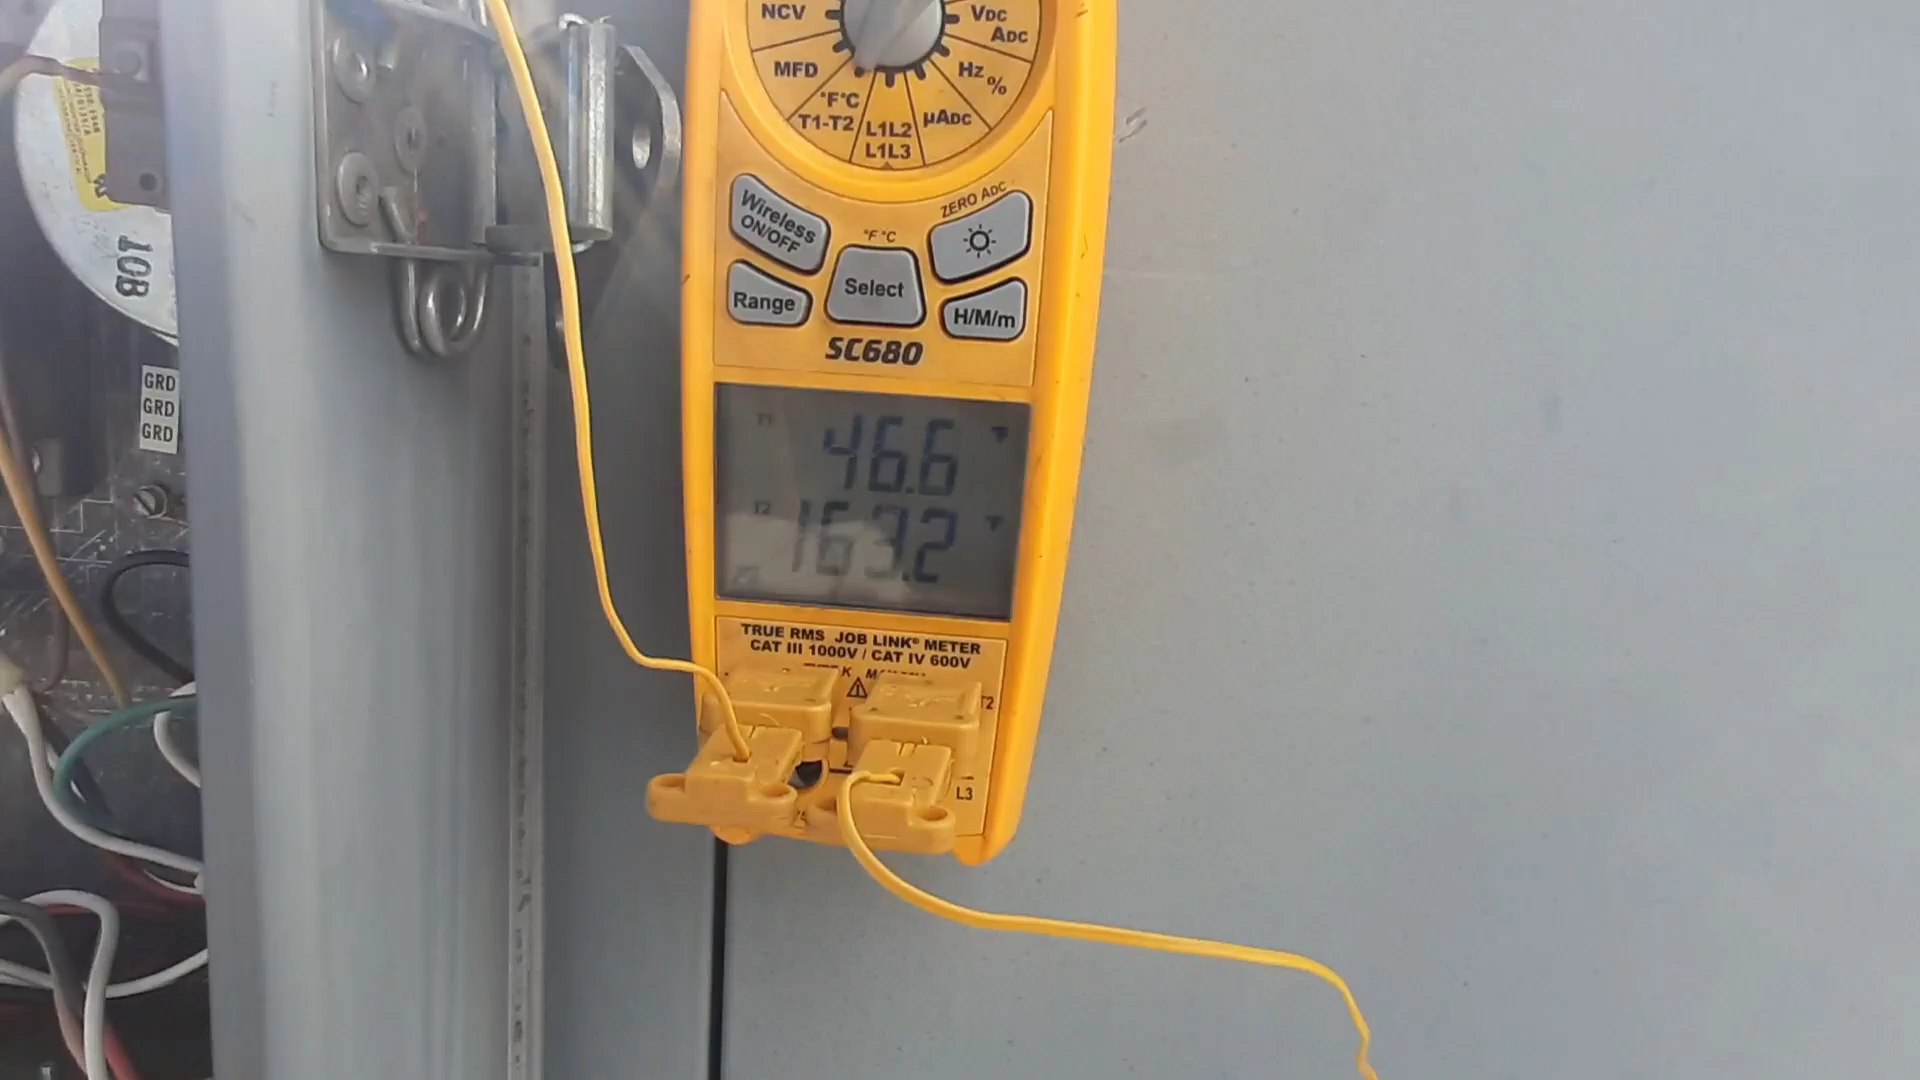 NCV
VDC
ADC
MFD
Hz
%
°F°C
T1-T2
L1L2
L1L3
µADC
Wireless
ON/OFF
ZERO ADC
°F °C
Select
Range
H/M/m
SC680
T1
46.6
T2
163.2
TRUE RMS JOB LINK® METER
CAT III 1000V / CAT IV 600V
T2
L3
10B
GRD
GRD
GRD